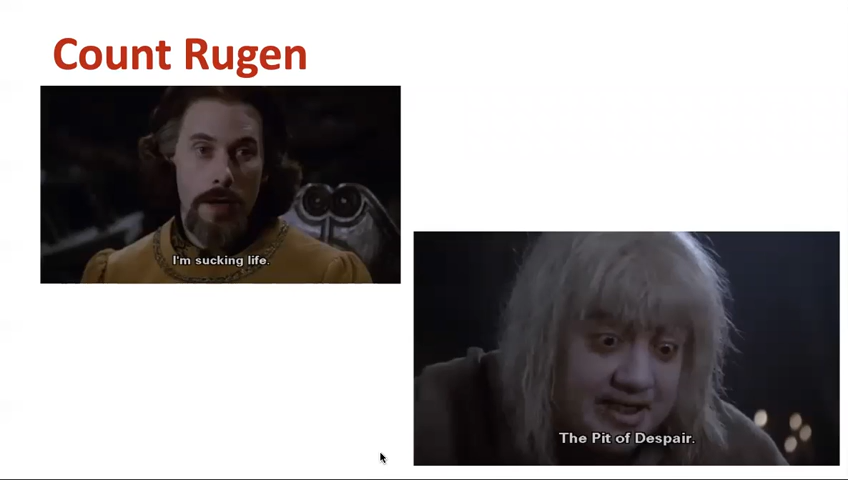 Count Rugen
I'm sucking life.
The Pit of Despair.